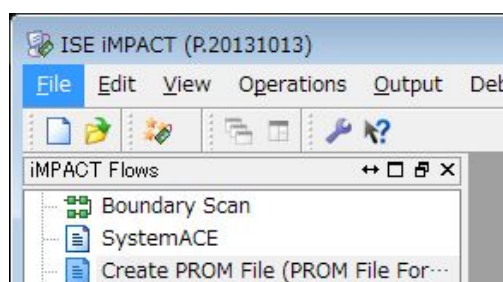 ISE iMPACT (P.20131013)
File Edit View Operations Output Deb
iMPACT Flows
Boundary Scan
SystemACE
Create PROM File (PROM File For...